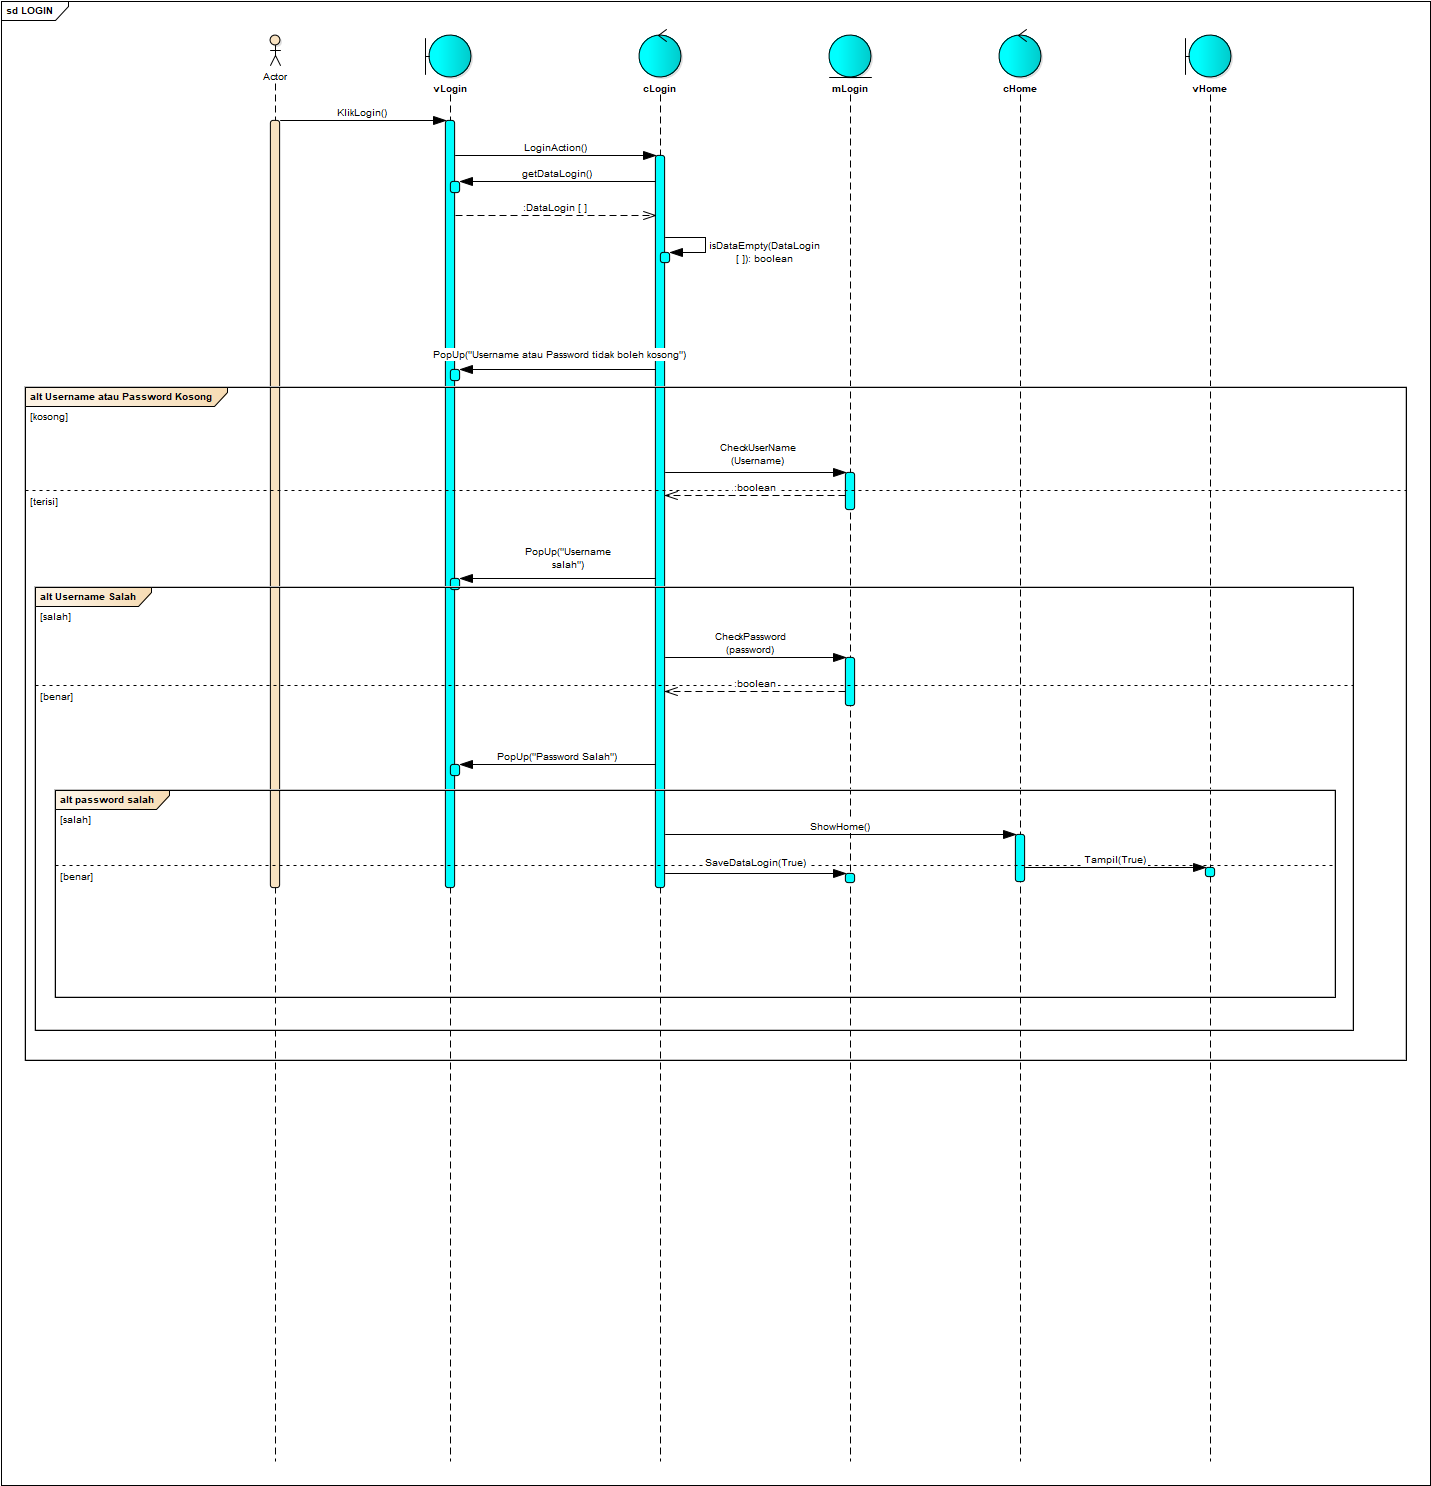 sd LOGIN
Actor
vLogin
cLogin
mLogin
cHome
vHome
KlikLogin()
LoginAction()
getDataLogin()
:DataLogin [ ]
isDataEmpty(DataLogin
[ ]): boolean
PopUp("Username atau Password tidak boleh kosong")
alt Username atau Password Kosong
[kosong]
CheckUserName
(Username)
:boolean
[terisi]
PopUp("Username
salah")
alt Username Salah
[salah]
CheckPassword
(password)
:boolean
[benar]
PopUp("Password Salah")
alt password salah
[salah]
ShowHome()
Tampil(True)
SaveDataLogin(True)
[benar]